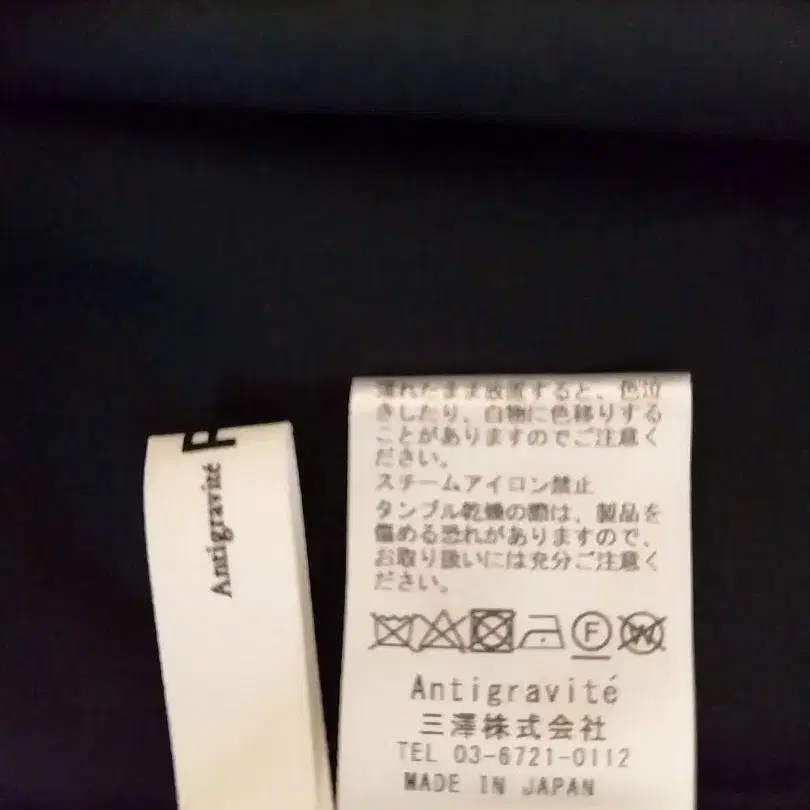 Antigravité
濡れたまま放置すると、色泣
きしたり、白物に色移りする
ことがありますのでご注意く
ださい。
スチームアイロン禁止
タンブル乾燥の際は、製品を
傷める恐れがありますので、
お取り扱いには充分ご注意く
ださい。
F W
Antigravité
三澤株式会社
TEL 03-6721-0112
MADE IN JAPAN